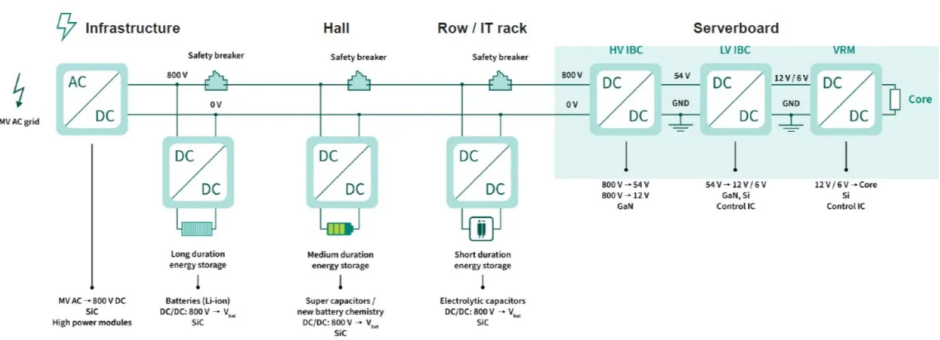 Infrastructure
Hall
Row / IT rack
Serverboard
Safety breaker
Safety breaker
Safety breaker
HV IBC
LV IBC
VRM
MV AC grid
AC
DC
800 V
0 V
800 V
0 V
DC
DC
54 V
GND
DC
DC
12 V / 6 V
GND
DC
DC
Core
DC
DC
DC
DC
DC
DC
800 V → 54 V
800 V → 12 V
GaN
54 V → 12 V / 6 V
GaN, Si
Control IC
12 V / 6 V → Core
Si
Control IC
Long duration
energy storage
Medium duration
energy storage
Short duration
energy storage
MV AC → 800 V DC
SiC
High power modules
Batteries (Li-ion)
DC/DC: 800 V → Vbat
SiC
Super capacitors /
new battery chemistry
DC/DC: 800 V → Vbat
SiC
Electrolytic capacitors
DC/DC: 800 V → Vbat
SiC